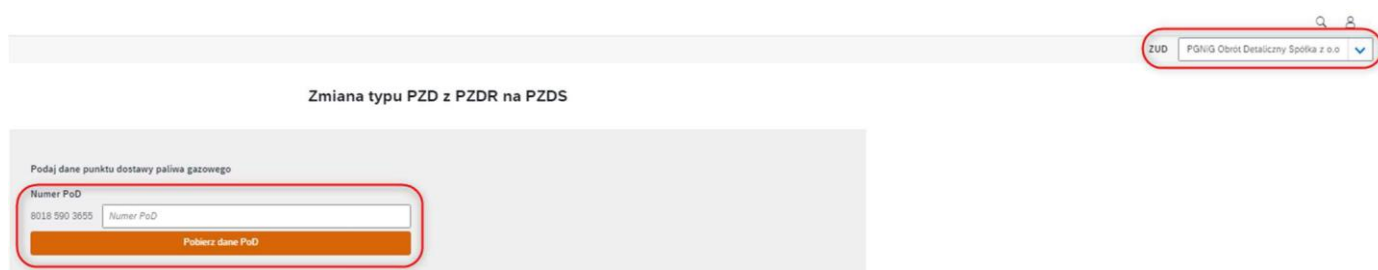 ZUD PGNiG Obrót Detaliczny Spółka z o.o
Zmiana typu PZD z PZDR na PZDS
Podaj dane punktu dostawy paliwa gazowego
Numer PoD
8018 590 3655 Numer PoD
Pobierz dane PoD